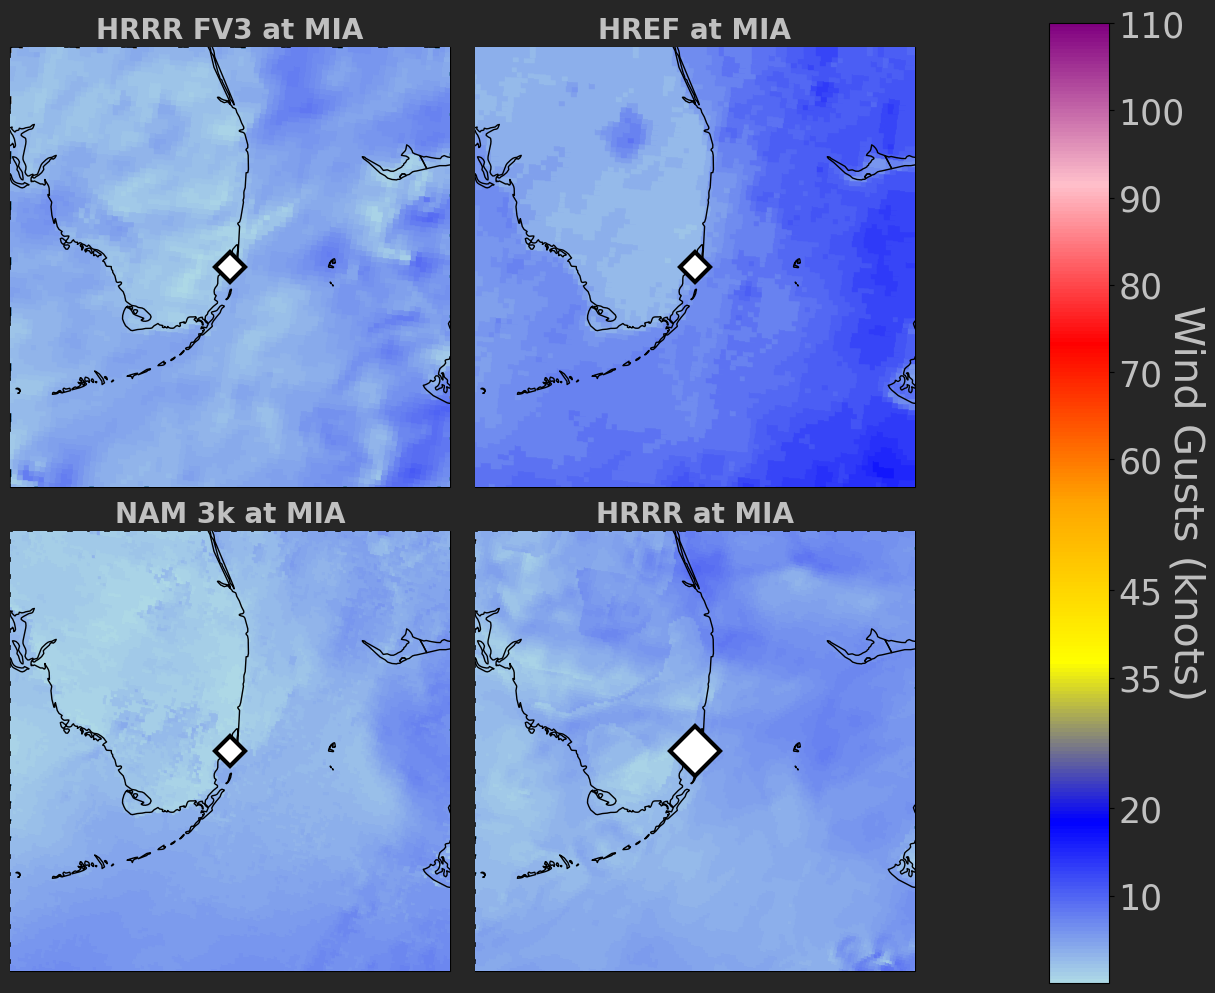 HRRR FV3 at MIA
HREF at MIA
NAM 3k at MIA
HRRR at MIA
110
100
90
80
70
60
45
35
20
10
Wind Gusts (knots)